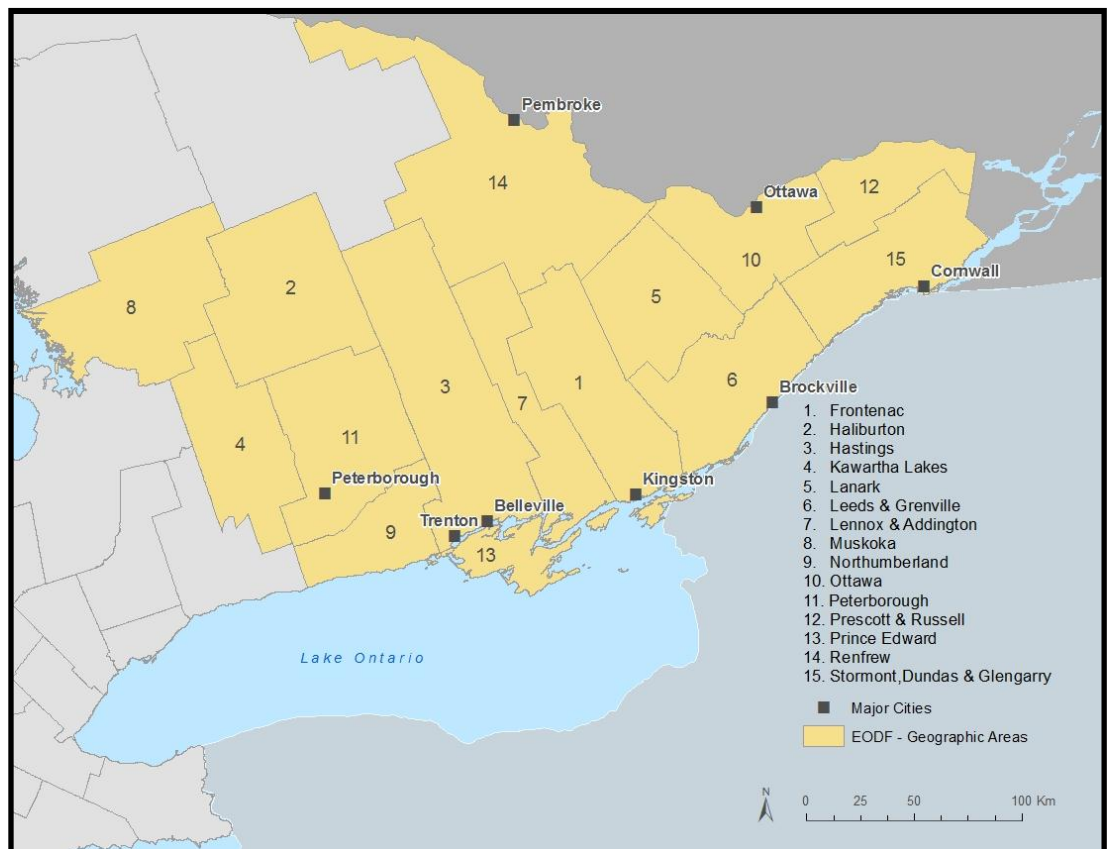 Pembroke
14
Ottawa
12
10
15
Cornwall
8
2
5
3
1
7
6
Brockville
4
11
Peterborough
Kingston
Belleville
Trenton
9
13
Lake Ontario
1. Frontenac
2. Haliburton
3. Hastings
4. Kawartha Lakes
5. Lanark
6. Leeds & Grenville
7. Lennox & Addington
8. Muskoka
9. Northumberland
10. Ottawa
11. Peterborough
12. Prescott & Russell
13. Prince Edward
14. Renfrew
15. Stormont,Dundas & Glengarry
Major Cities
EODF - Geographic Areas
N
0 25 50 100 Km